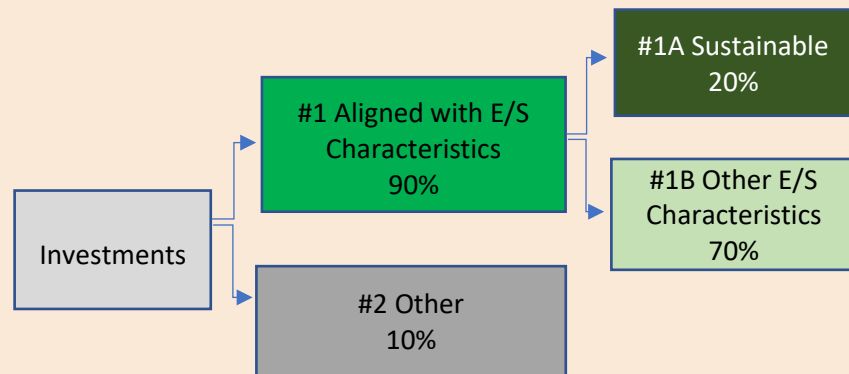 Investments
#1 Aligned with E/S
Characteristics
90%
#2 Other
10%
#1A Sustainable
20%
#1B Other E/S
Characteristics
70%